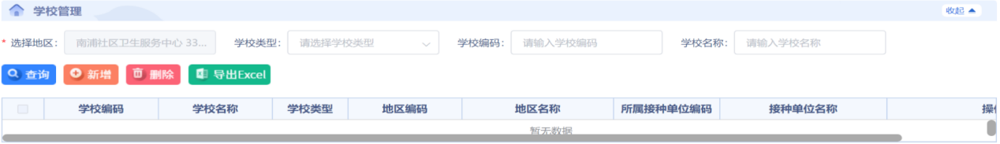 学校管理 收起
* 选择地区: 南浦社区卫生服务中心 33... 学校类型: 请选择学校类型 学校编码: 请输入学校编码 学校名称: 请输入学校名称
查询 新增 删除 导出Excel
学校编码 学校名称 学校类型 地区编码 地区名称 所属接种单位编码 接种单位名称 操
暂无数据